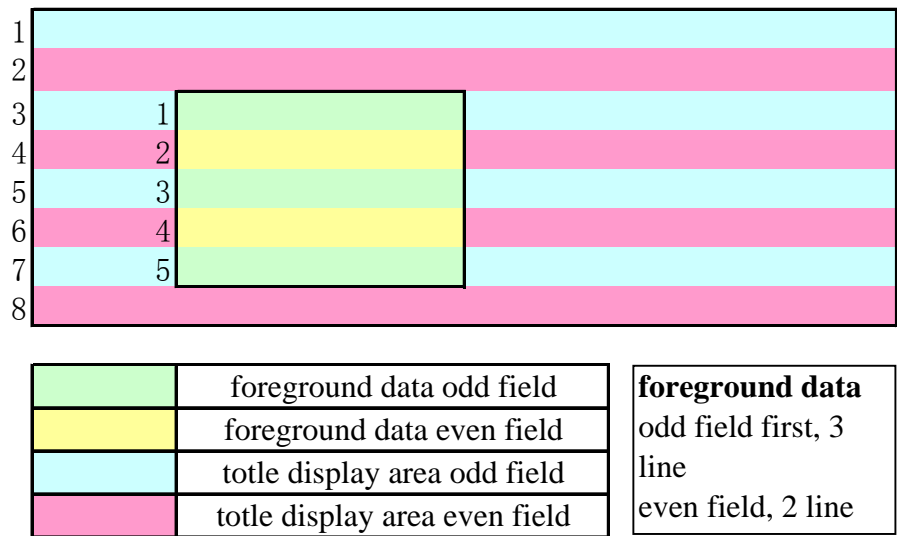 1
2
3 1
4 2
5 3
6 4
7 5
8
foreground data odd field
foreground data even field
totle display area odd field
totle display area even field
foreground data
odd field first, 3
line
even field, 2 line